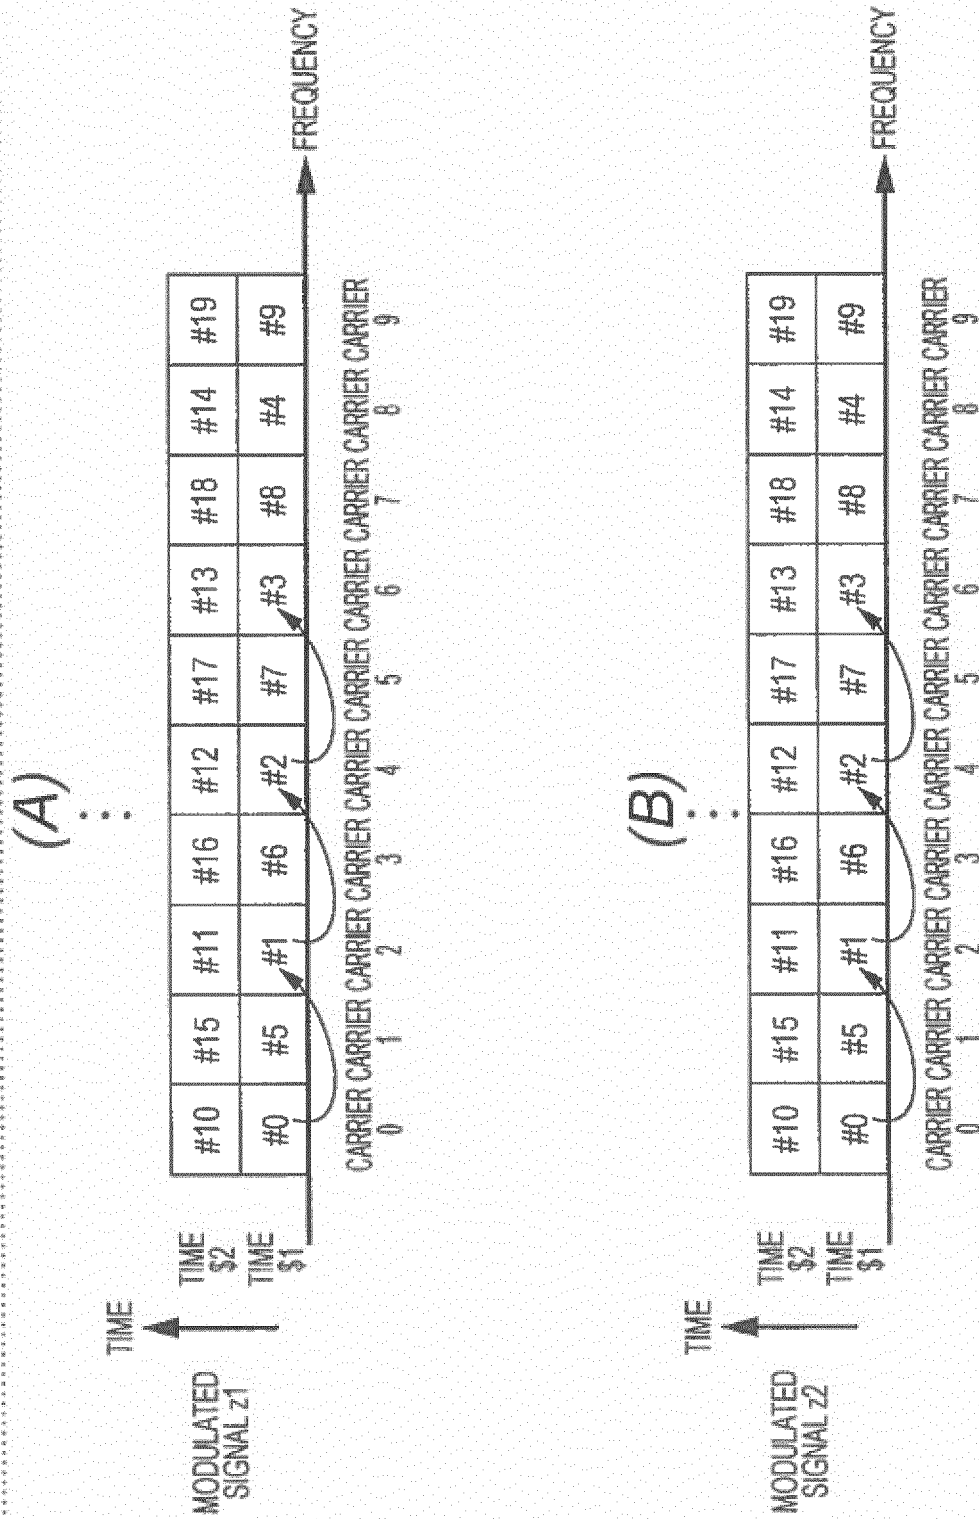 (A)
MODULATED
SIGNAL z1
TIME
TIME
$2
TIME
$1
#10 #15 #11 #16 #12 #17 #13 #18 #14 #19
#0 #5 #1 #6 #2 #7 #3 #8 #4 #9
FREQUENCY
CARRIER CARRIER CARRIER CARRIER CARRIER CARRIER CARRIER CARRIER CARRIER CARRIER
0 1 2 3 4 5 6 7 8 9
(B)
MODULATED
SIGNAL z2
TIME
TIME
$2
TIME
$1
#10 #15 #11 #16 #12 #17 #13 #18 #14 #19
#0 #5 #1 #6 #2 #7 #3 #8 #4 #9
FREQUENCY
CARRIER CARRIER CARRIER CARRIER CARRIER CARRIER CARRIER CARRIER CARRIER CARRIER
0 1 2 3 4 5 6 7 8 9